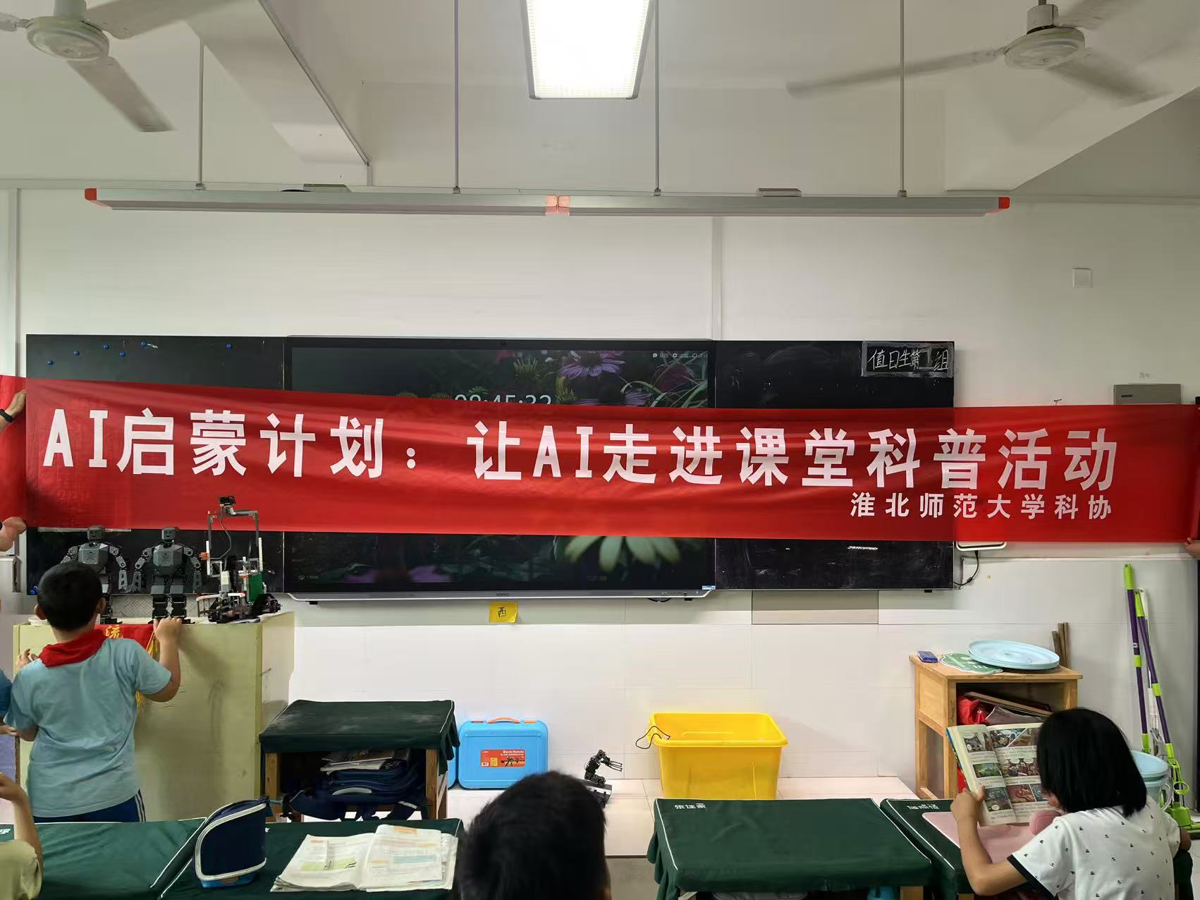 值日生第 组
AI启蒙计划：让AI走进课堂科普活动
淮北师范大学科协
西